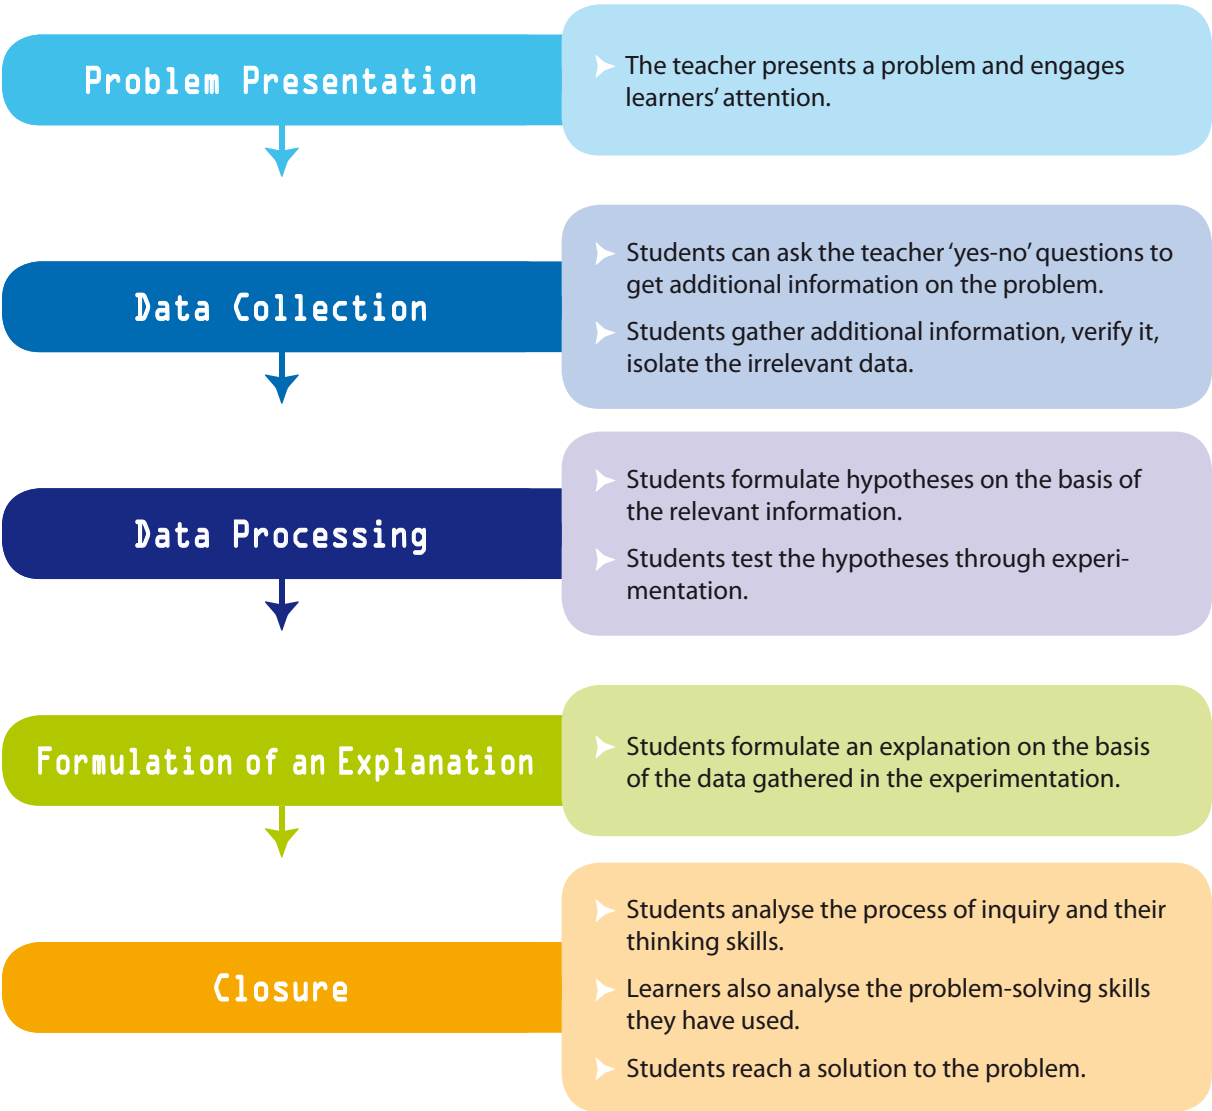 Problem Presentation
The teacher presents a problem and engages
learners’ attention.
Data Collection
Students can ask the teacher ‘yes-no’ questions to
get additional information on the problem.
Students gather additional information, verify it,
isolate the irrelevant data.
Data Processing
Students formulate hypotheses on the basis of
the relevant information.
Students test the hypotheses through experi-
mentation.
Formulation of an Explanation
Students formulate an explanation on the basis
of the data gathered in the experimentation.
Closure
Students analyse the process of inquiry and their
thinking skills.
Learners also analyse the problem-solving skills
they have used.
Students reach a solution to the problem.